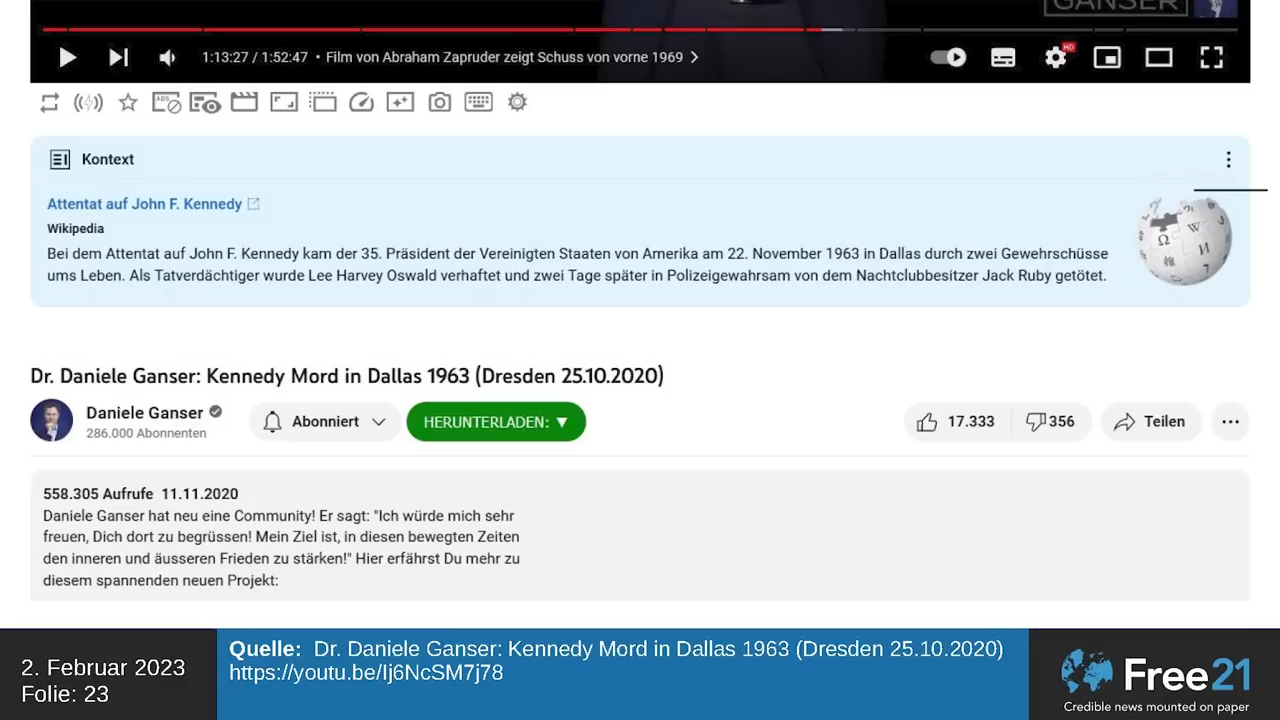 GANSER
1:13:27 / 1:52:47 • Film von Abraham Zapruder zeigt Schuss von vorne 1969
HD
ADS
Kontext
Attentat auf John F. Kennedy
Wikipedia
Bei dem Attentat auf John F. Kennedy kam der 35. Präsident der Vereinigten Staaten von Amerika am 22. November 1963 in Dallas durch zwei Gewehrschüsse
ums Leben. Als Tatverdächtiger wurde Lee Harvey Oswald verhaftet und zwei Tage später in Polizeigewahrsam von dem Nachtclubbesitzer Jack Ruby getötet.
Dr. Daniele Ganser: Kennedy Mord in Dallas 1963 (Dresden 25.10.2020)
Daniele Ganser
286.000 Abonnenten
Abonniert
HERUNTERLADEN: ▼
17.333
356
Teilen
558.305 Aufrufe 11.11.2020
Daniele Ganser hat neu eine Community! Er sagt: "Ich würde mich sehr
freuen, Dich dort zu begrüssen! Mein Ziel ist, in diesen bewegten Zeiten
den inneren und äusseren Frieden zu stärken!" Hier erfährst Du mehr zu
diesem spannenden neuen Projekt:
2. Februar 2023
Folie: 23
Quelle: Dr. Daniele Ganser: Kennedy Mord in Dallas 1963 (Dresden 25.10.2020)
https://youtu.be/Ij6NcSM7j78
Free21
Credible news mounted on paper